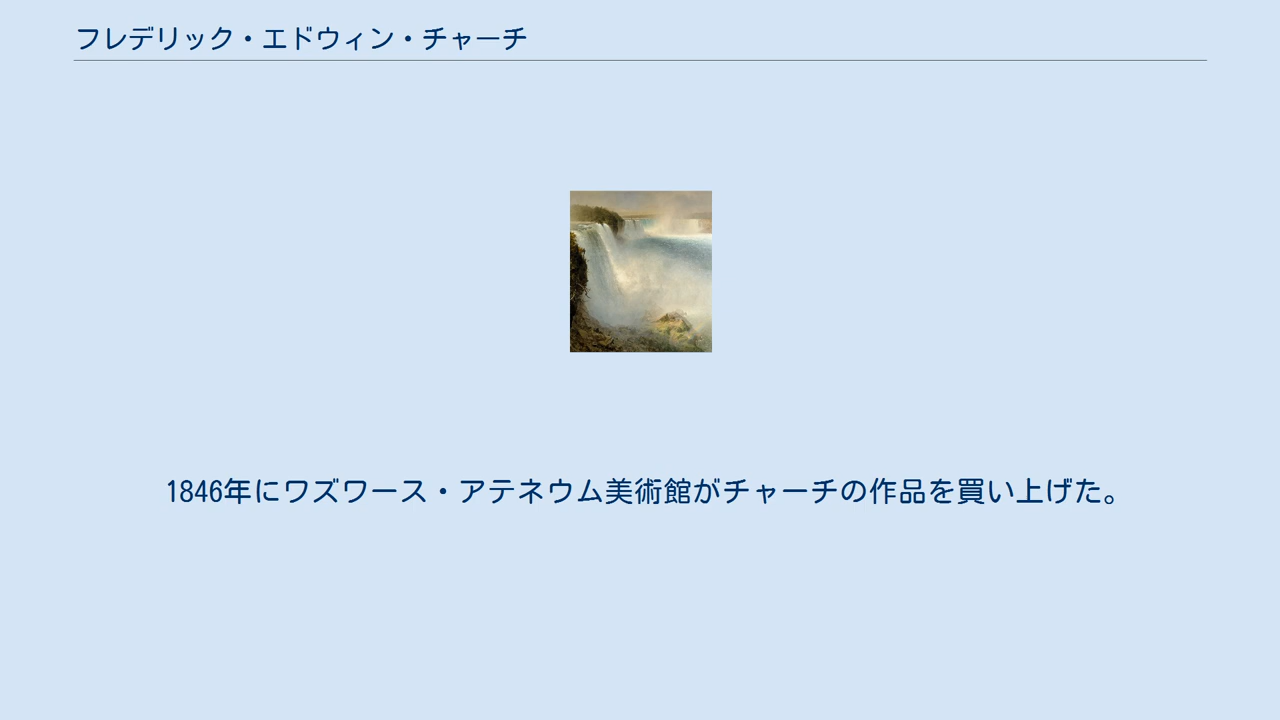 フレデリック・エドウィン・チャーチ
1846年にワズワース・アテネウム美術館がチャーチの作品を買い上げた。